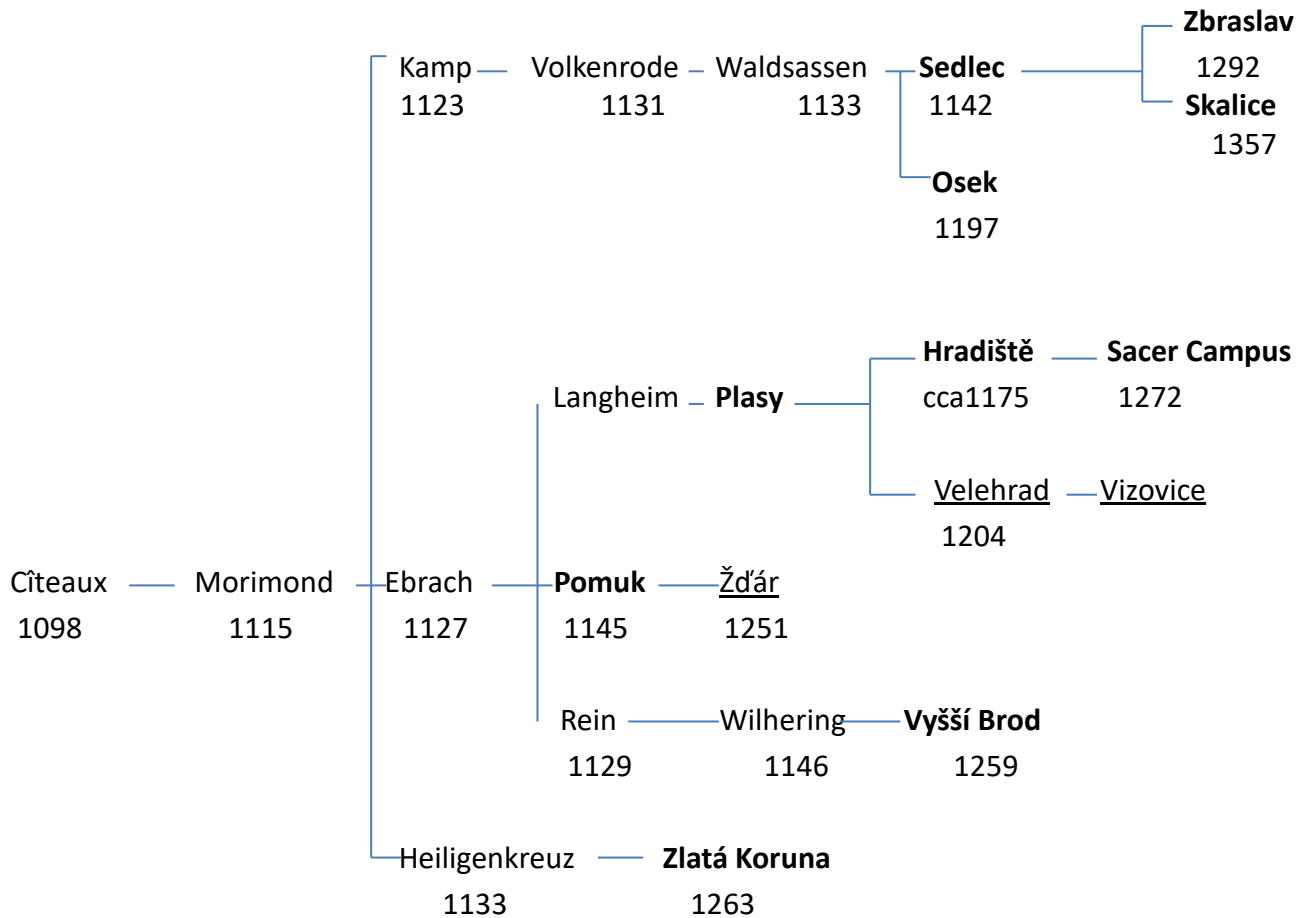 Zbraslav
Kamp Volkenrode Waldsassen Sedlec 1292
1123 1131 1133 1142 Skalice
1357
Osek
1197
Hradiště Sacer Campus
Langheim Plasy cca1175 1272
Velehrad Vizovice
1204
Cîteaux Morimond Ebrach Pomuk Žďár
1098 1115 1127 1145 1251
Rein Wilhering Vyšší Brod
1129 1146 1259
Heiligenkreuz Zlatá Koruna
1133 1263